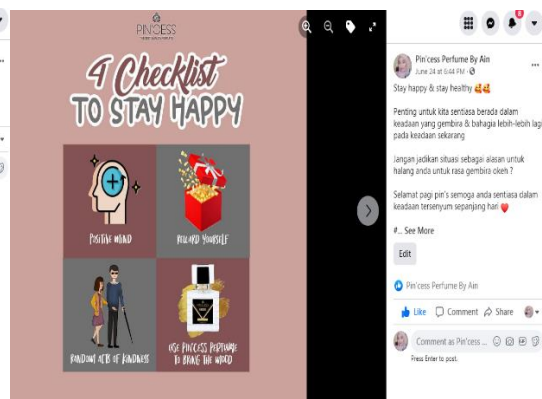 PIN'CESS
4 Checklist
TO STAY HAPPY
POSITIVE MIND
REWARD YOURSELF
RANDOM ACTS OF KINDNESS
USE PIN'CESS PERFUME
TO BRING THE MOOD
8
Pin'cess Perfume By Ain
June 24 at 8:44 PM
Stay happy & stay healthy 🥰🥰
Penting untuk kita sentiasa berada dalam
keadaan yang gembira & bahagia lebih-lebih lagi
pada keadaan sekarang
Jangan jadikan situasi sebagai alasan untuk
halang anda untuk rasa gembira okeh ?
Selamat pagi pin's semoga anda sentiasa dalam
keadaan tersenyum sepanjang hari ❤️
#... See More
Edit
Pin'cess Perfume By Ain
Like Comment Share
Comment as Pin'cess ...
Press Enter to post.